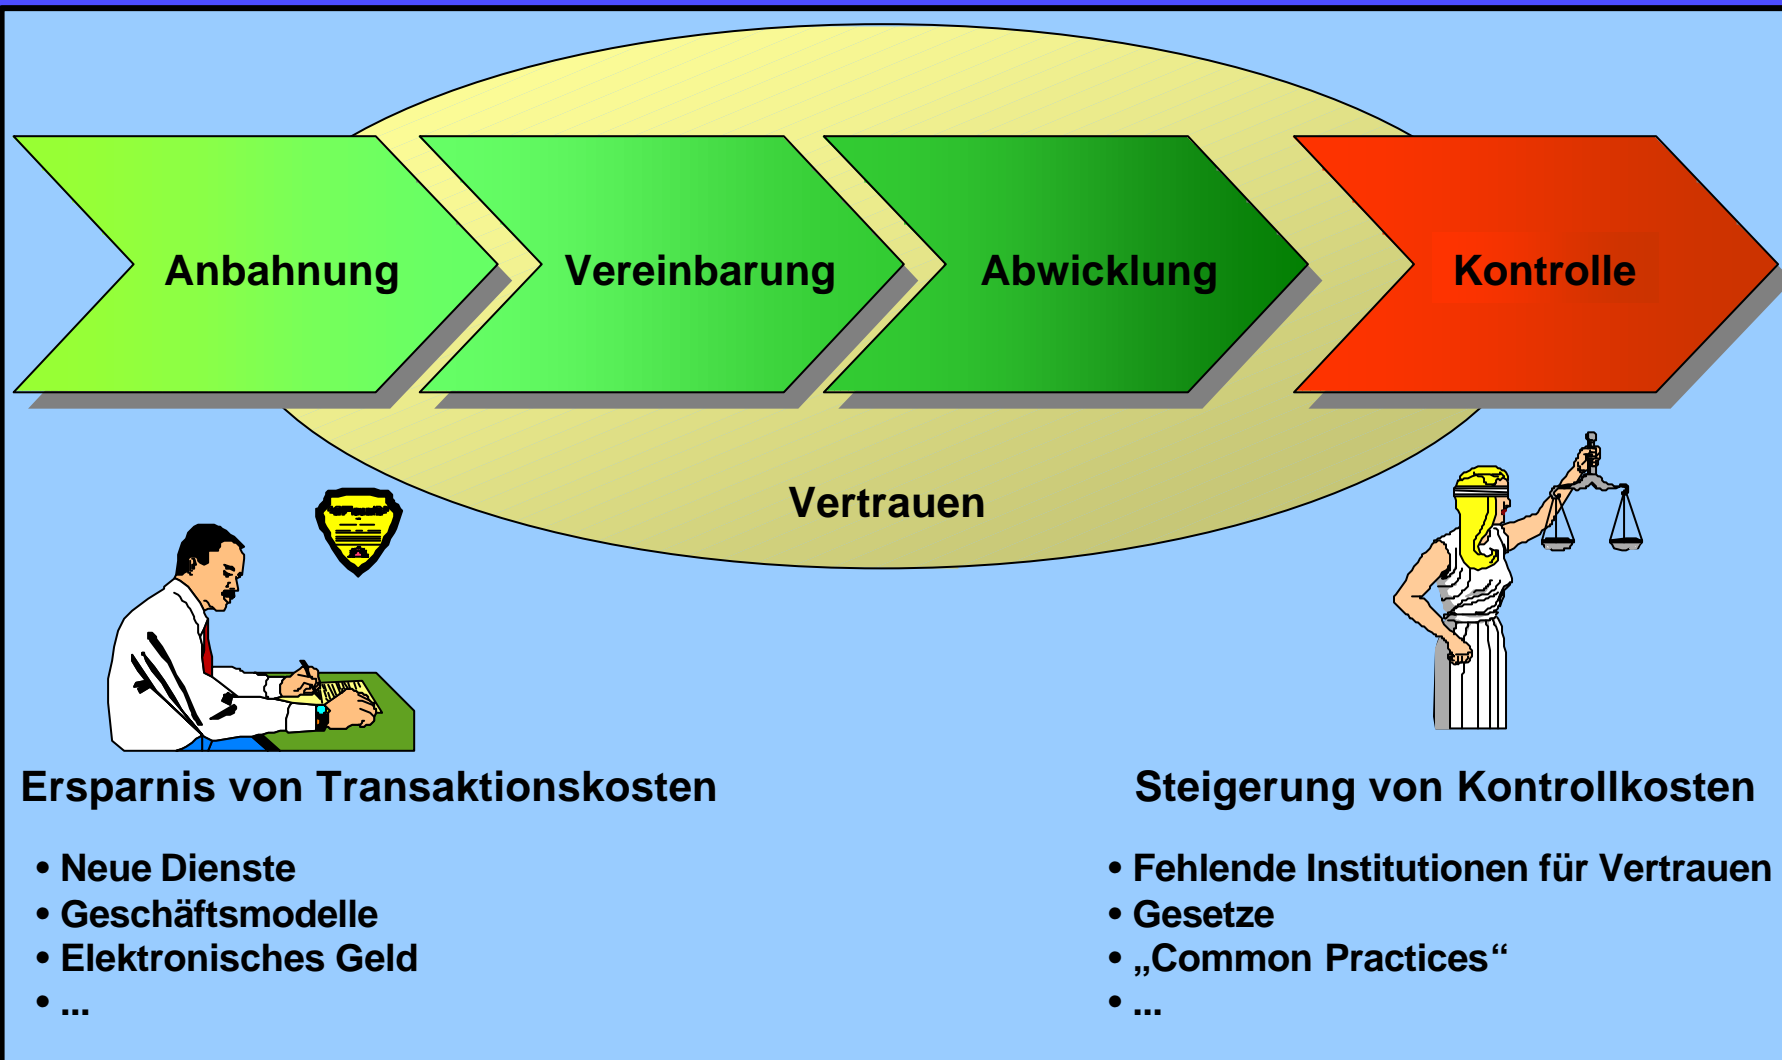 Anbahnung
Vereinbarung
Abwicklung
Kontrolle
Vertrauen
Ersparnis von Transaktionskosten
• Neue Dienste
• Geschäftsmodelle
• Elektronisches Geld
• ...
Steigerung von Kontrollkosten
• Fehlende Institutionen für Vertrauen
• Gesetze
• „Common Practices“
• ...